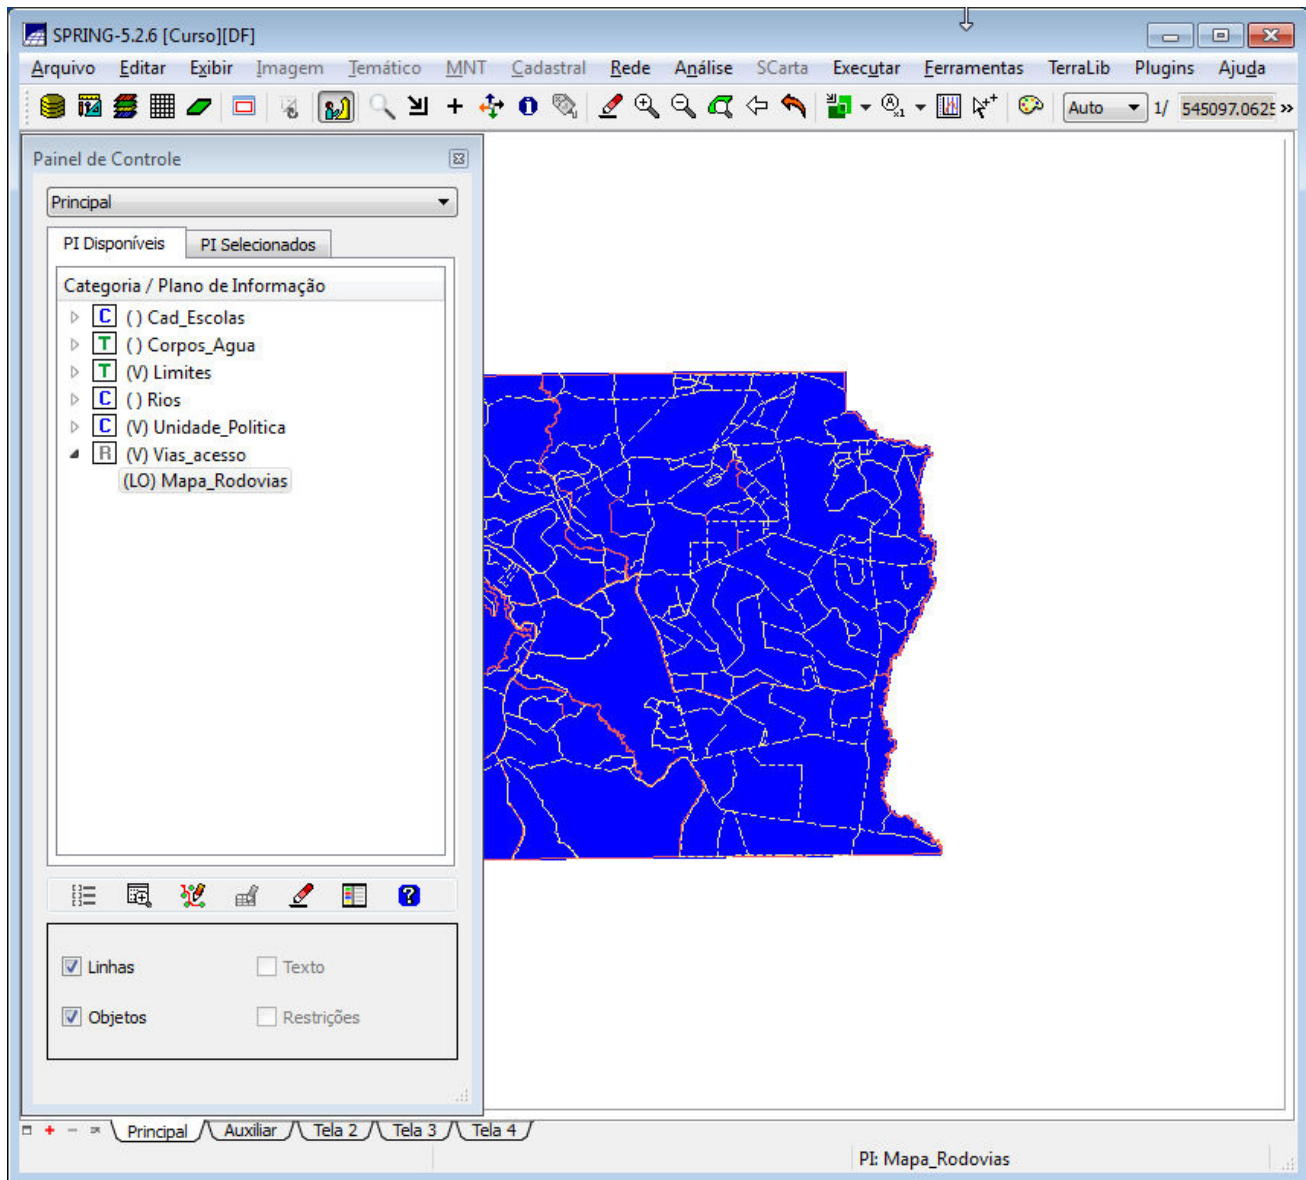 SPRING-5.2.6 [Curso][DF]
Arquivo Editar Exibir Imagem Temático MNT Cadastral Rede Análise SCarta Executar Ferramentas TerraLib Plugins Ajuda
Auto 1/ 545097.0625 »
Painel de Controle
Principal
PI Disponíveis PI Selecionados
Categoria / Plano de Informação
C () Cad_Escolas
T () Corpos_Agua
T (V) Limites
C () Rios
C (V) Unidade_Politica
R (V) Vias_acesso
(LO) Mapa_Rodovias
Linhas Texto
Objetos Restrições
Principal Auxiliar Tela 2 Tela 3 Tela 4
PI: Mapa_Rodovias